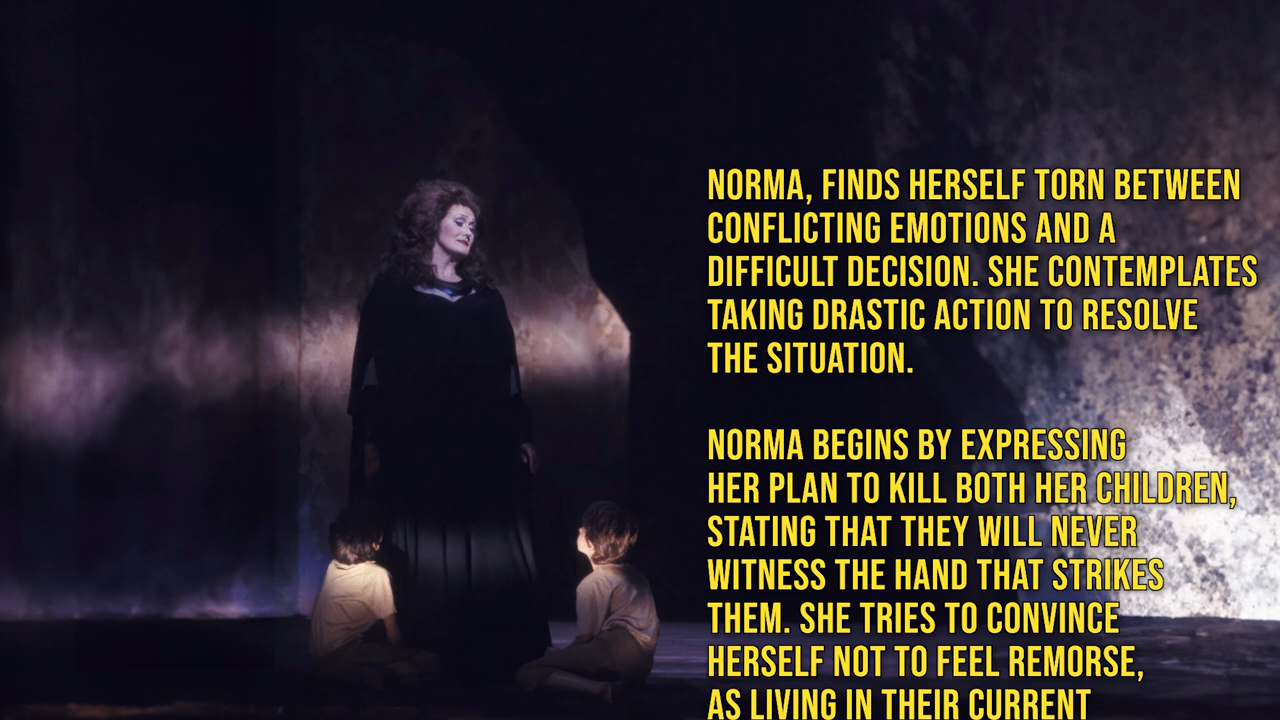 NORMA, FINDS HERSELF TORN BETWEEN
CONFLICTING EMOTIONS AND A
DIFFICULT DECISION. SHE CONTEMPLATES
TAKING DRASTIC ACTION TO RESOLVE
THE SITUATION.
NORMA BEGINS BY EXPRESSING
HER PLAN TO KILL BOTH HER CHILDREN,
STATING THAT THEY WILL NEVER
WITNESS THE HAND THAT STRIKES
THEM. SHE TRIES TO CONVINCE
HERSELF NOT TO FEEL REMORSE,
AS LIVING IN THEIR CURRENT